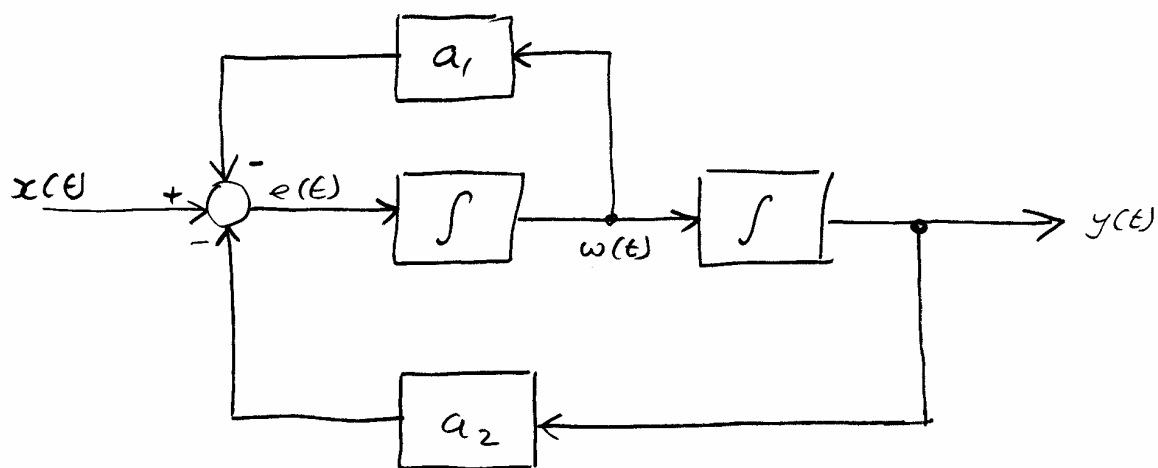 a₁
-
x(t) + e(t) ∫ w(t) ∫ y(t)
-
a₂